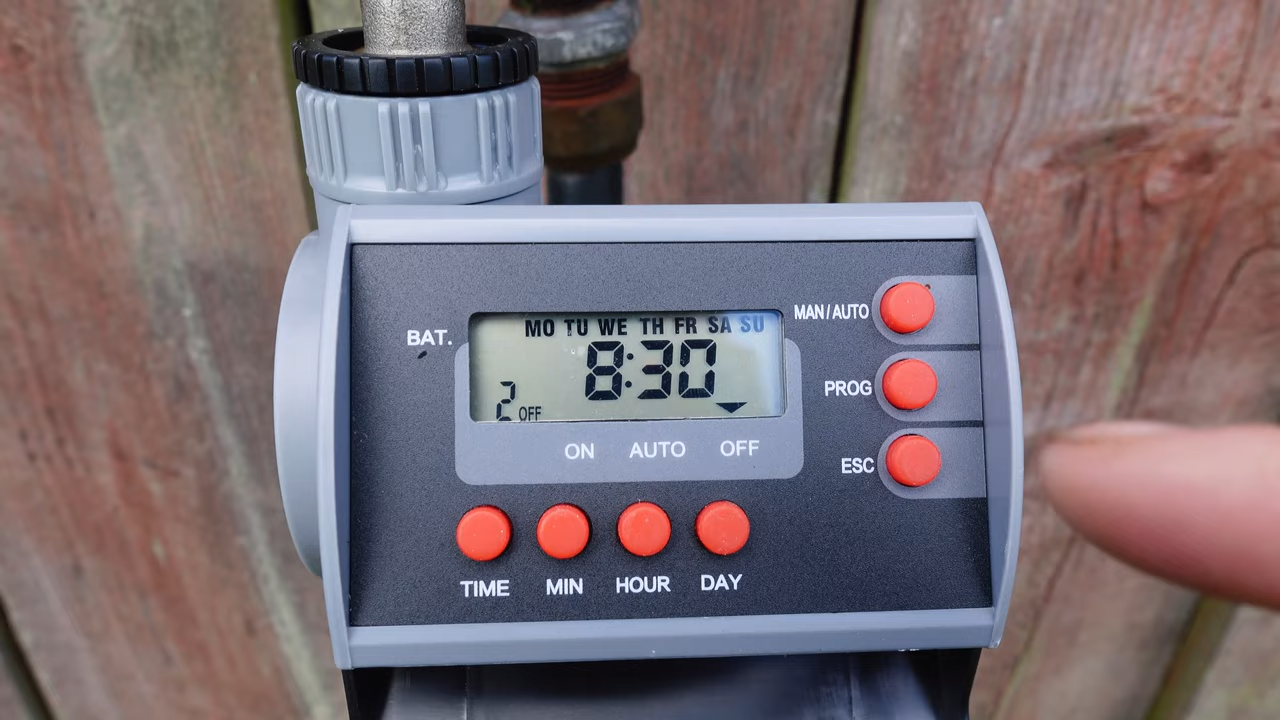 MAN/AUTO
BAT.
MO TU WE TH FR SA SU
8:30
2 OFF
PROG
ON AUTO OFF
ESC
TIME MIN HOUR DAY